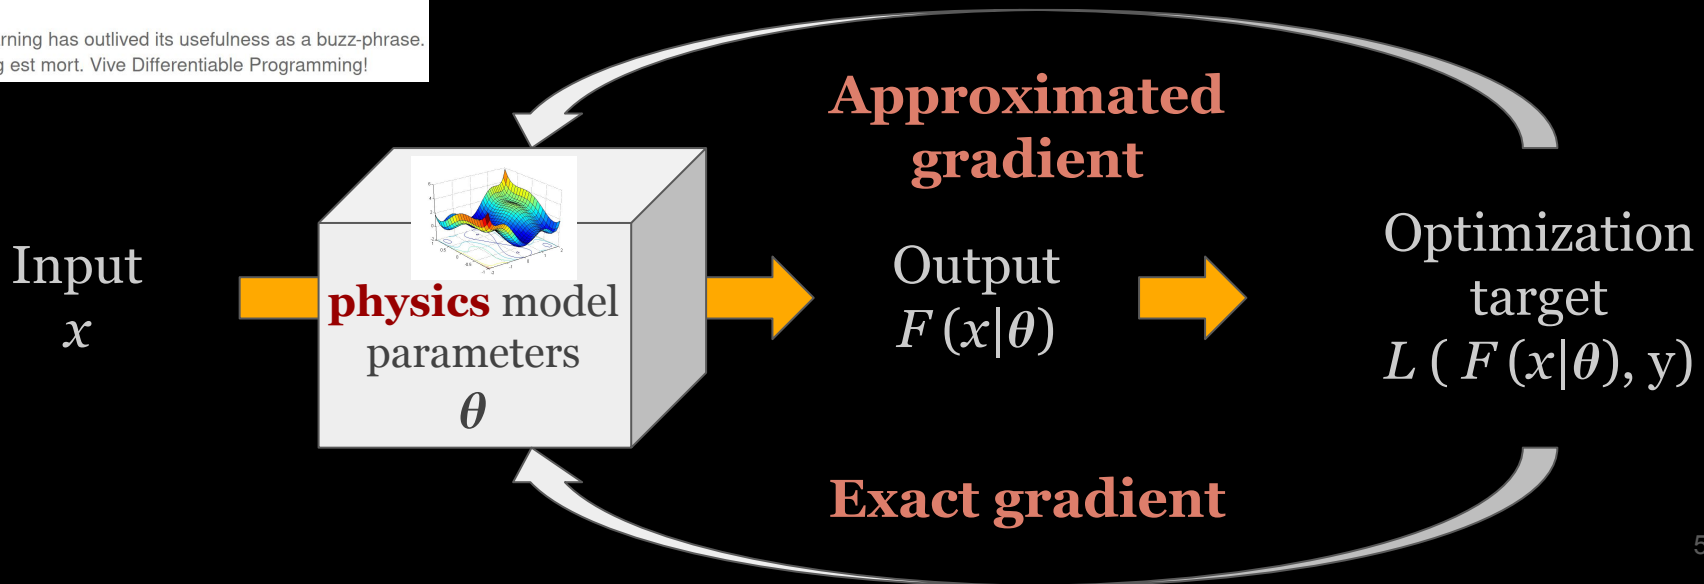 rning has outlived its usefulness as a buzz-phrase.
g est mort. Vive Differentiable Programming!
Approximated
gradient
Input
x
physics model
parameters
θ
Output
F (x|θ)
Optimization
target
L ( F (x|θ), y)
Exact gradient
5